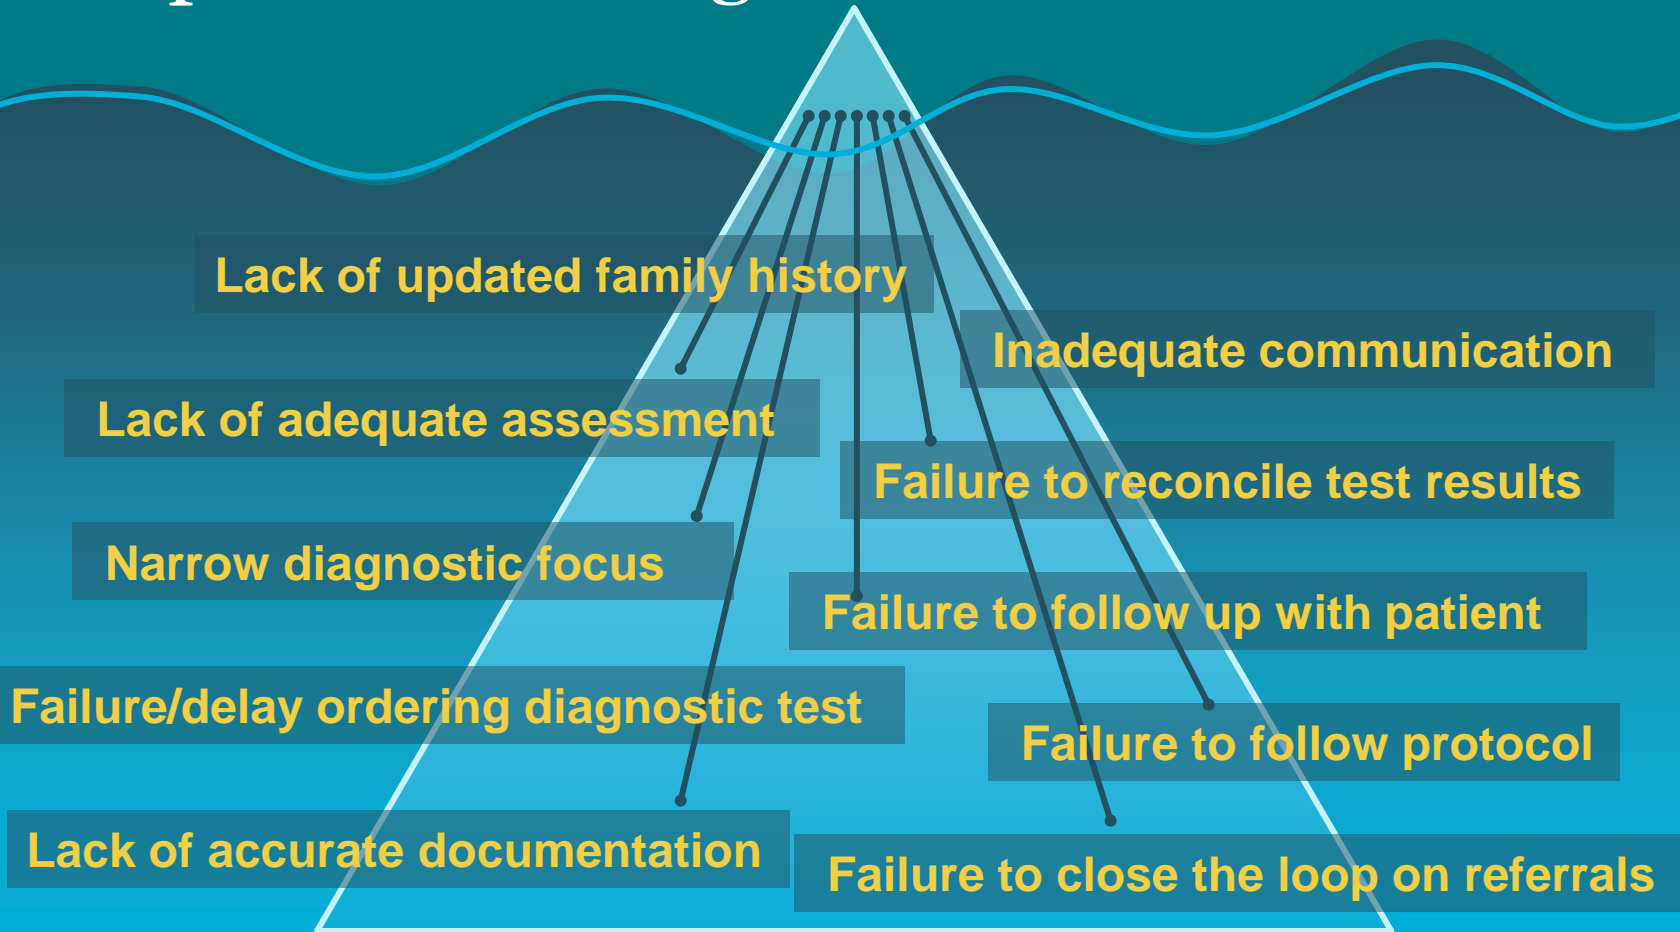 Lack of updated family history
Inadequate communication
Lack of adequate assessment
Failure to reconcile test results
Narrow diagnostic focus
Failure to follow up with patient
Failure/delay ordering diagnostic test
Failure to follow protocol
Lack of accurate documentation
Failure to close the loop on referrals